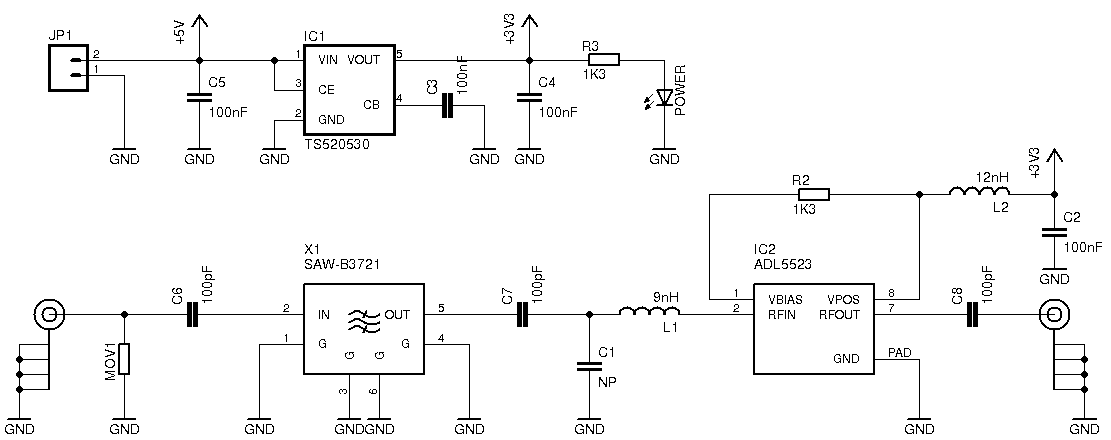 JP1
2
1
GND
+5V
C5
100nF
GND
IC1
1
VIN
VOUT
5
3
CE
CB
4
2
GND
TS520530
GND
C3
100nF
GND
+3V3
C4
100nF
GND
R3
1K3
POWER
GND
+3V3
12nH
L2
C2
100nF
GND
R2
1K3
X1
SAW-B3721
IN
OUT
2
5
1
G
G
G
G
4
3
6
GND
GND
GND
GND
MOV1
GND
GND
C6
100pF
C7
100pF
C1
NP
GND
9nH
L1
IC2
ADL5523
1
VBIAS
VPOS
8
2
RFIN
RFOUT
7
GND
PAD
GND
C8
100pF
GND